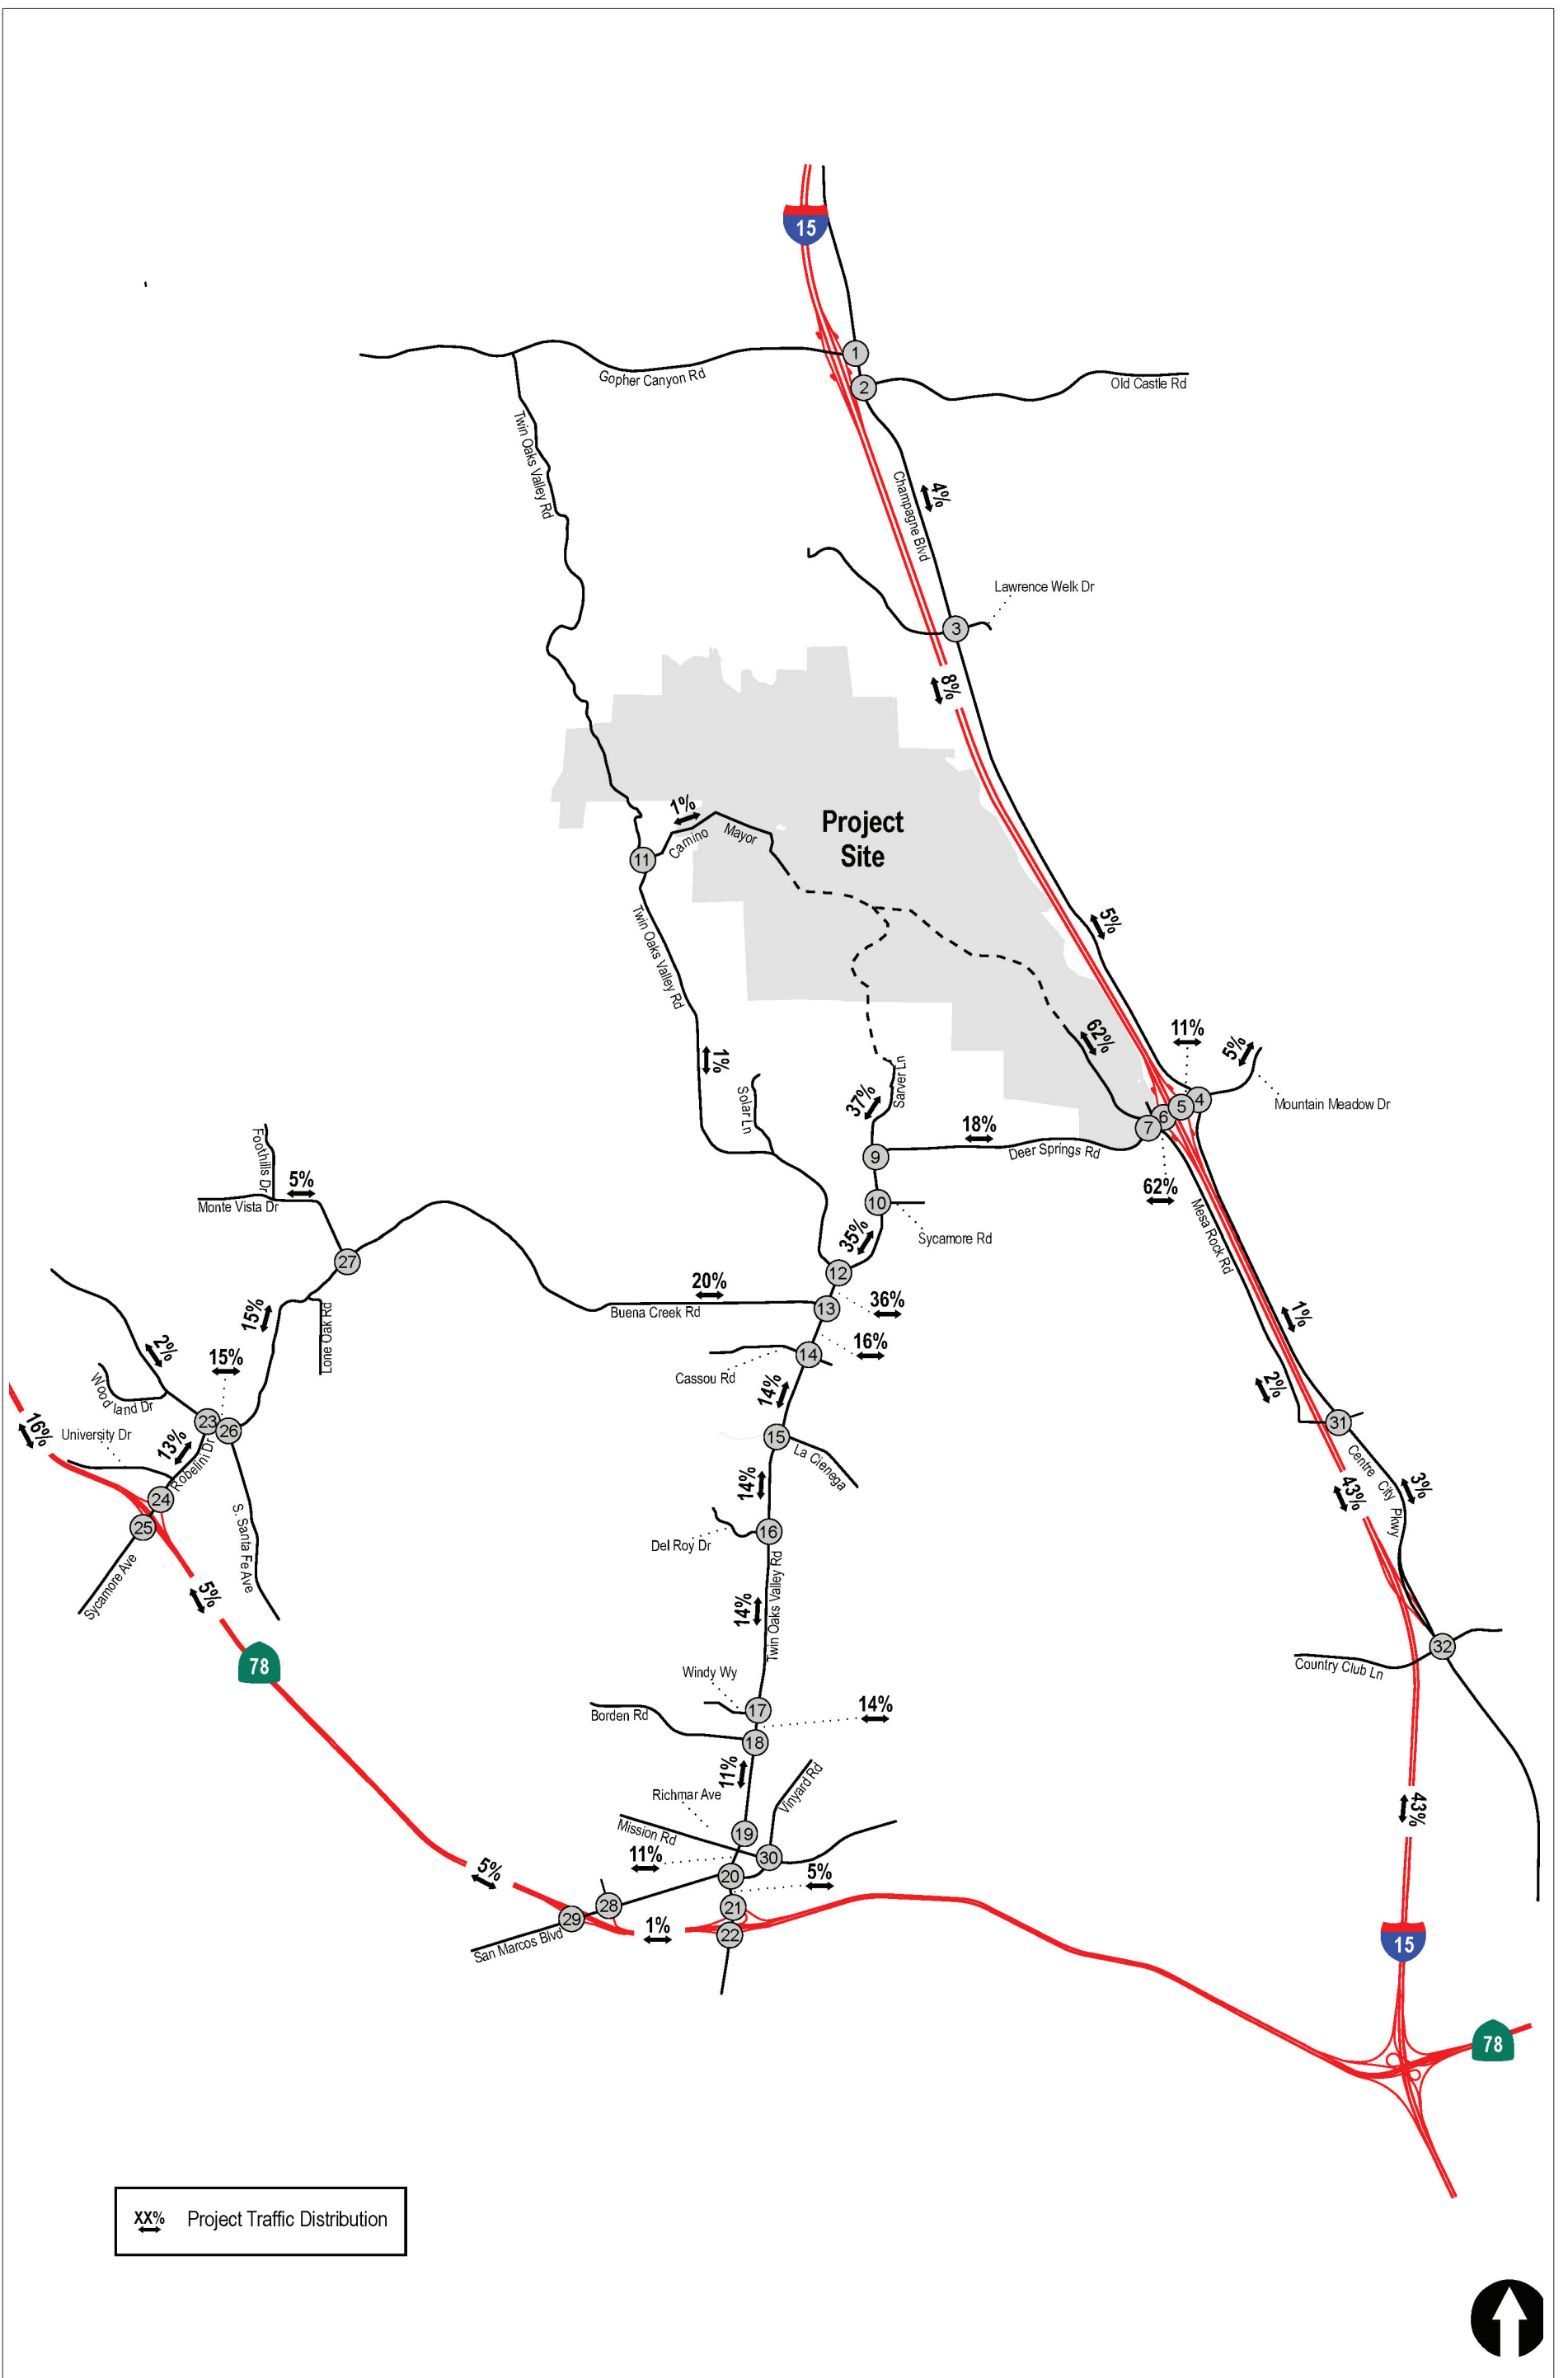 15
1
Gopher Canyon Rd
2
Old Castle Rd
Twin Oaks Valley Rd
Champagne Blvd
4%
Lawrence Welk Dr
3
8%
1%
Camino Mayor
Project
Site
11
Twin Oaks Valley Rd
5%
62%
11%
5%
Mountain Meadow Dr
1%
Solar Ln
37%
Sarver Ln
4
5
6
7
18%
Deer Springs Rd
9
62%
Foothills Dr
5%
Monte Vista Dr
10
Sycamore Rd
35%
Mesa Rock Rd
27
12
20%
36%
Buena Creek Rd
13
15%
Lone Oak Rd
1%
2%
15%
16%
14
Cassou Rd
14%
2%
Woodland Dr
16%
University Dr
23
26
13%
Robelini Dr
15
La Cienega
31
Centre City Pkwy
43%
3%
14%
24
25
S. Santa Fe Ave
Sycamore Ave
5%
16
Del Roy Dr
14%
Twin Oaks Valley Rd
78
32
Country Club Ln
Windy Wy
17
14%
Borden Rd
18
11%
Vinyard Rd
Richmar Ave
Mission Rd
19
43%
11%
30
20
5%
5%
28
21
29
1%
22
San Marcos Blvd
15
78
XX% Project Traffic Distribution